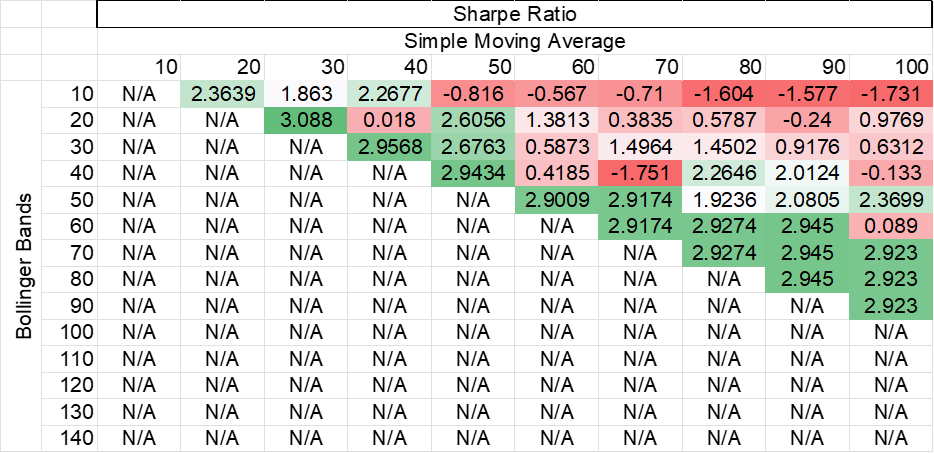 Sharpe Ratio
Simple Moving Average
10 20 30 40 50 60 70 80 90 100
Bollinger Bands
10 N/A 2.3639 1.863 2.2677 -0.816 -0.567 -0.71 -1.604 -1.577 -1.731
20 N/A N/A 3.088 0.018 2.6056 1.3813 0.3835 0.5787 -0.24 0.9769
30 N/A N/A N/A 2.9568 2.6763 0.5873 1.4964 1.4502 0.9176 0.6312
40 N/A N/A N/A N/A 2.9434 0.4185 -1.751 2.2646 2.0124 -0.133
50 N/A N/A N/A N/A N/A 2.9009 2.9174 1.9236 2.0805 2.3699
60 N/A N/A N/A N/A N/A N/A 2.9174 2.9274 2.945 0.089
70 N/A N/A N/A N/A N/A N/A N/A 2.9274 2.945 2.923
80 N/A N/A N/A N/A N/A N/A N/A N/A 2.945 2.923
90 N/A N/A N/A N/A N/A N/A N/A N/A N/A 2.923
100 N/A N/A N/A N/A N/A N/A N/A N/A N/A N/A
110 N/A N/A N/A N/A N/A N/A N/A N/A N/A N/A
120 N/A N/A N/A N/A N/A N/A N/A N/A N/A N/A
130 N/A N/A N/A N/A N/A N/A N/A N/A N/A N/A
140 N/A N/A N/A N/A N/A N/A N/A N/A N/A N/A